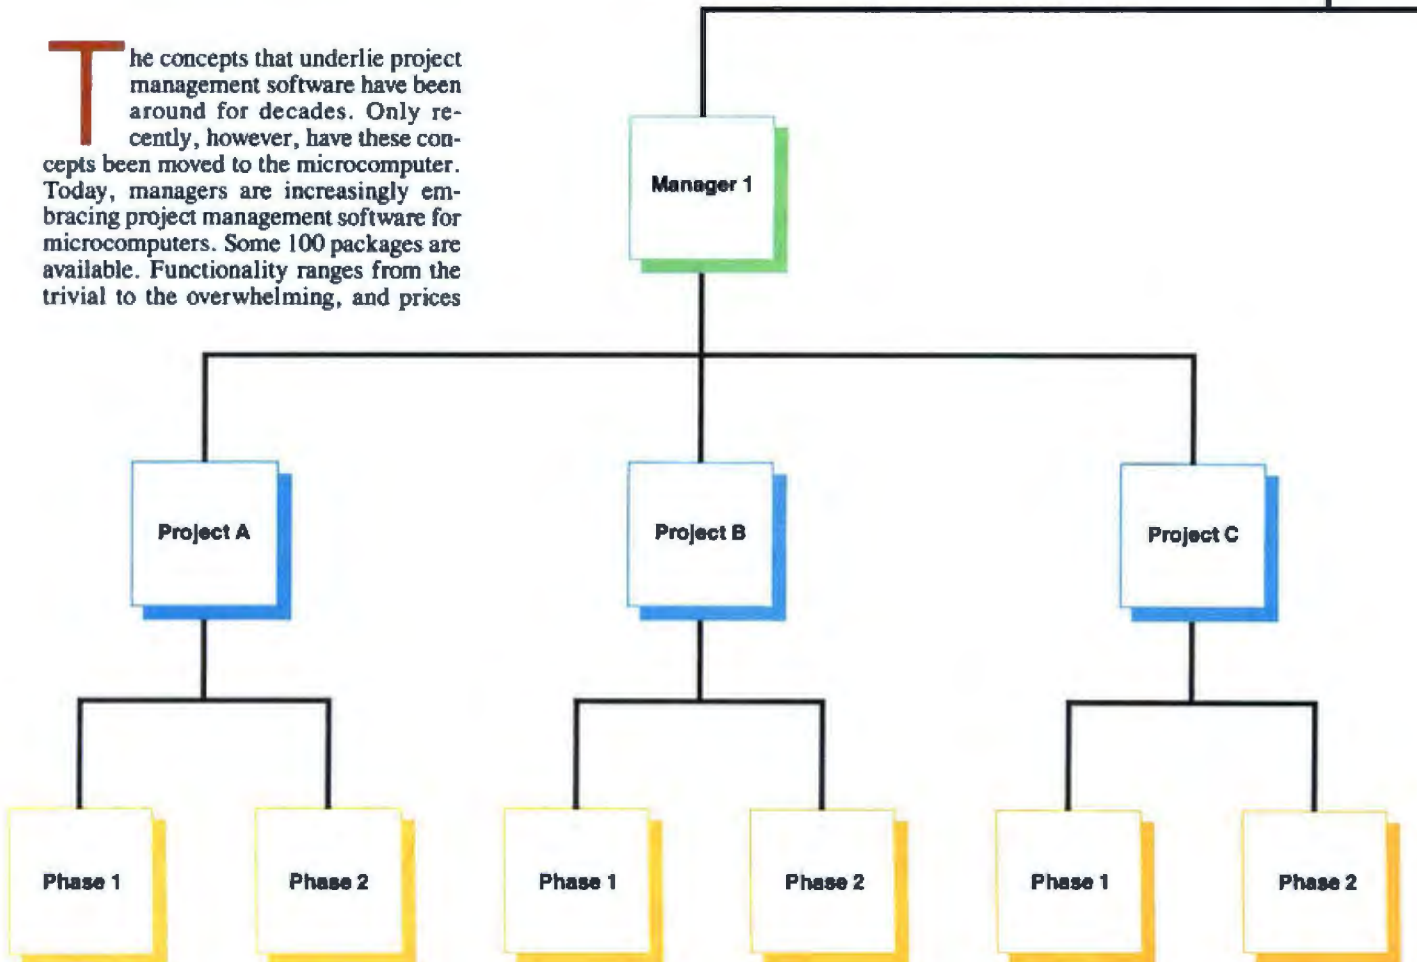 The concepts that underlie project
management software have been
around for decades. Only re-
cently, however, have these con-
cepts been moved to the microcomputer.
Today, managers are increasingly em-
bracing project management software for
microcomputers. Some 100 packages are
available. Functionality ranges from the
trivial to the overwhelming, and prices
Manager 1
Project A
Project B
Project C
Phase 1
Phase 2
Phase 1
Phase 2
Phase 1
Phase 2